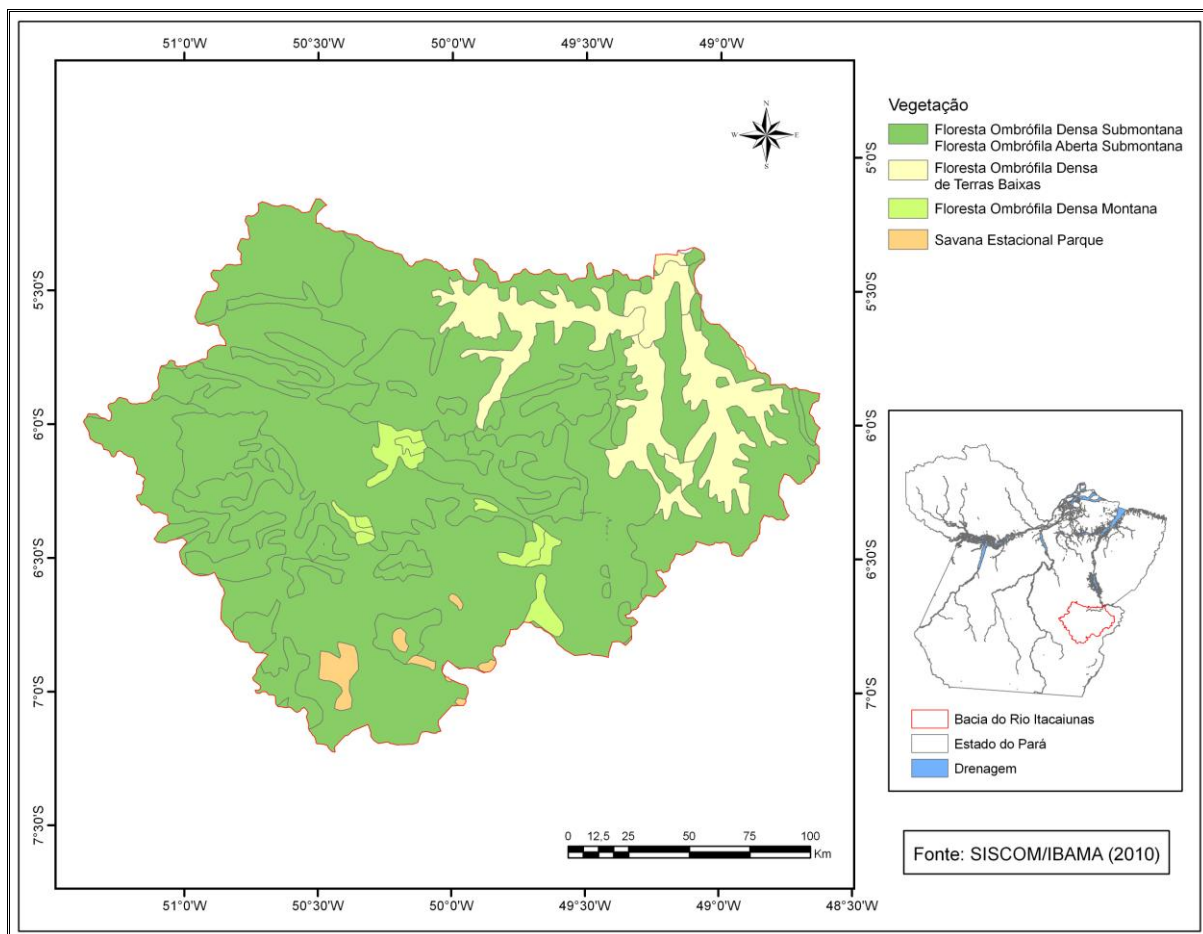 51°0'W 50°30'W 50°0'W 49°30'W 49°0'W
N
W E
S
5°0'S
5°30'S 5°30'S
6°0'S 6°0'S
6°30'S 6°30'S
7°0'S 7°0'S
7°30'S
0 12,5 25 50 75 100
Km
51°0'W 50°30'W 50°0'W 49°30'W 49°0'W 48°30'W
Vegetação
Floresta Ombrófila Densa Submontana
Floresta Ombrófila Aberta Submontana
Floresta Ombrófila Densa
de Terras Baixas
Floresta Ombrófila Densa Montana
Savana Estacional Parque
Bacia do Rio Itacaiunas
Estado do Pará
Drenagem
Fonte: SISCOM/IBAMA (2010)